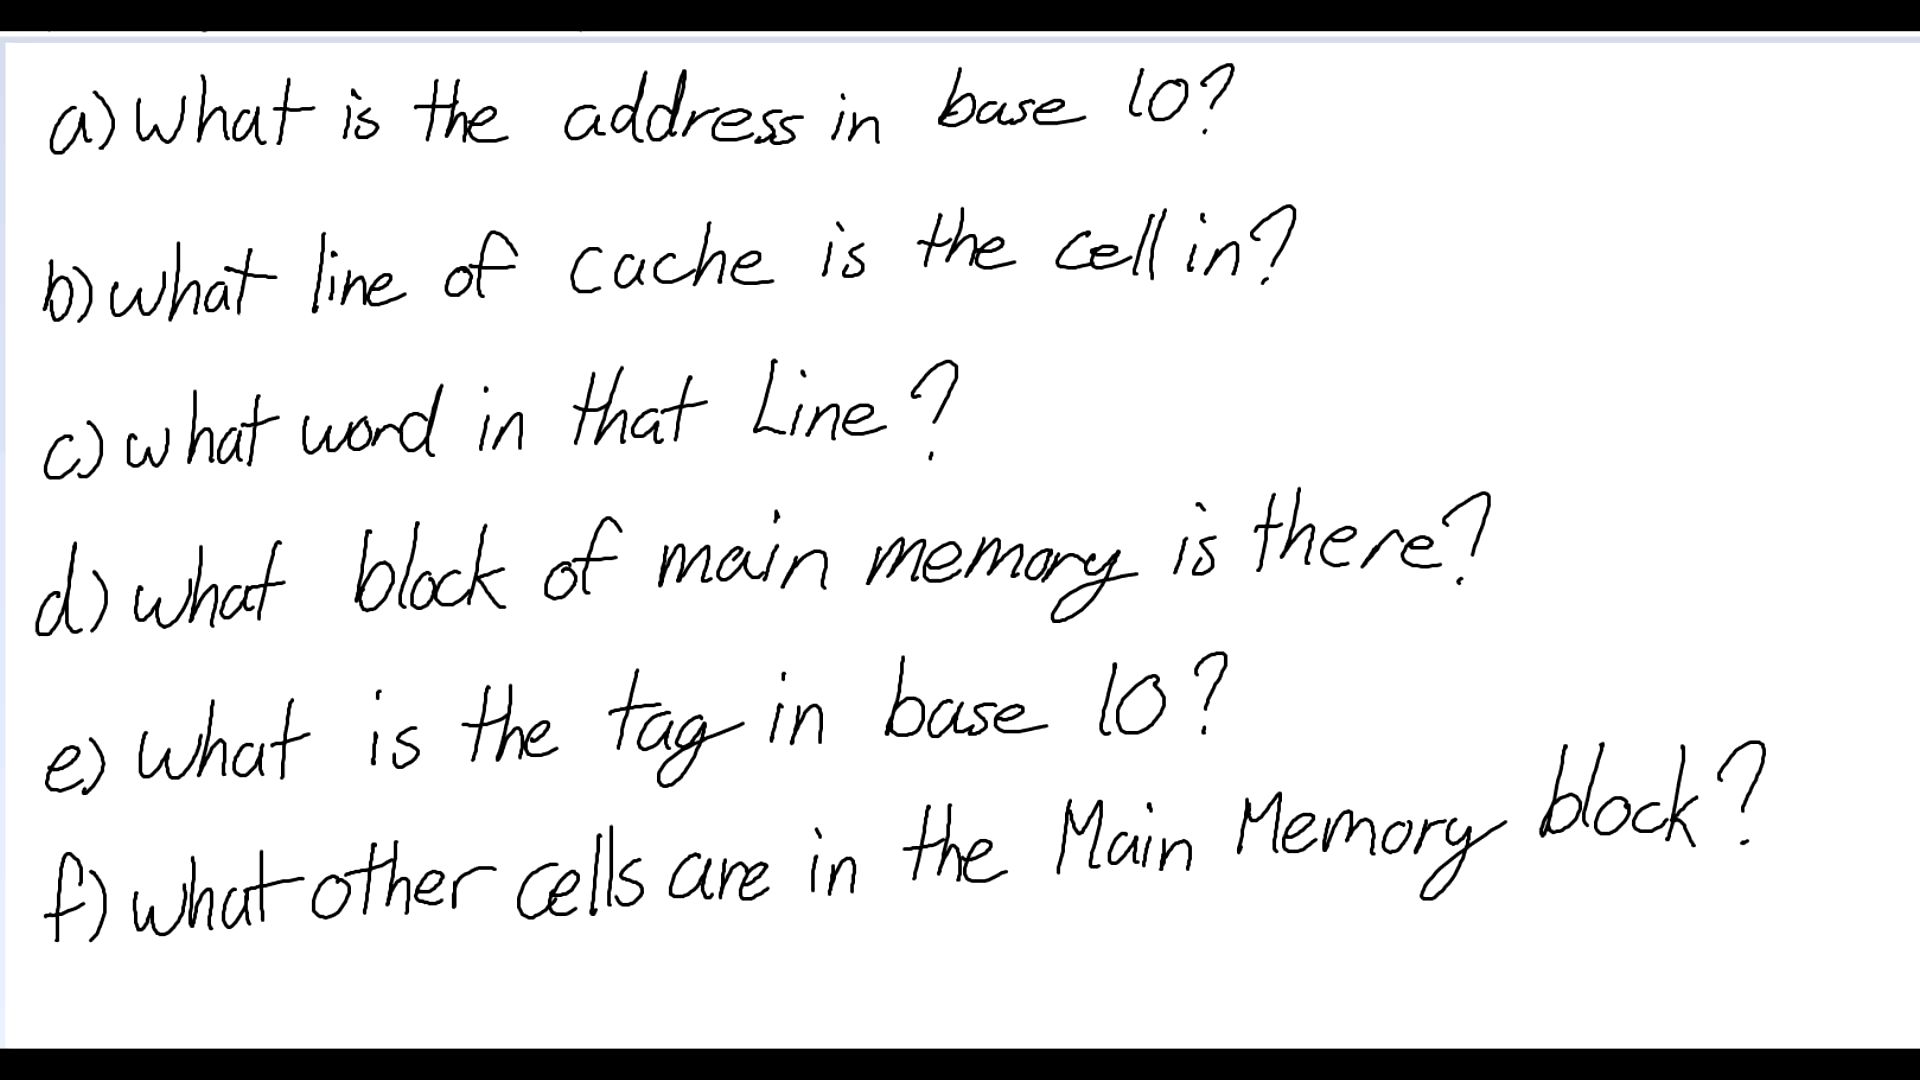 a) What is the address in base 10?
b) what line of cache is the cell in?
c) what word in that Line?
d) what block of main memory is there?
e) what is the tag in base 10?
f) what other cells are in the Main Memory block?